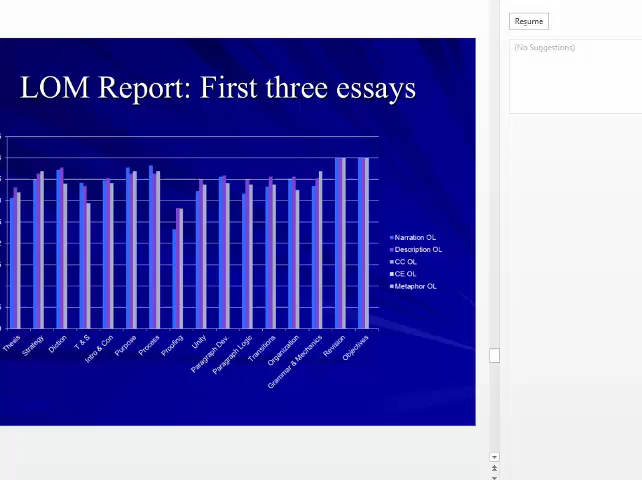 Resume
(No Suggestions)
LOM Report: First three essays
Narration OL
Description OL
CC OL
CE OL
Metaphor OL
Thesis
Strategy
Diction
T & S
Intro & Con
Purpose
Process
Proofing
Unity
Paragraph Dev.
Paragraph Logic
Transitions
Organization
Grammar & Mechanics
Revision
Objectives